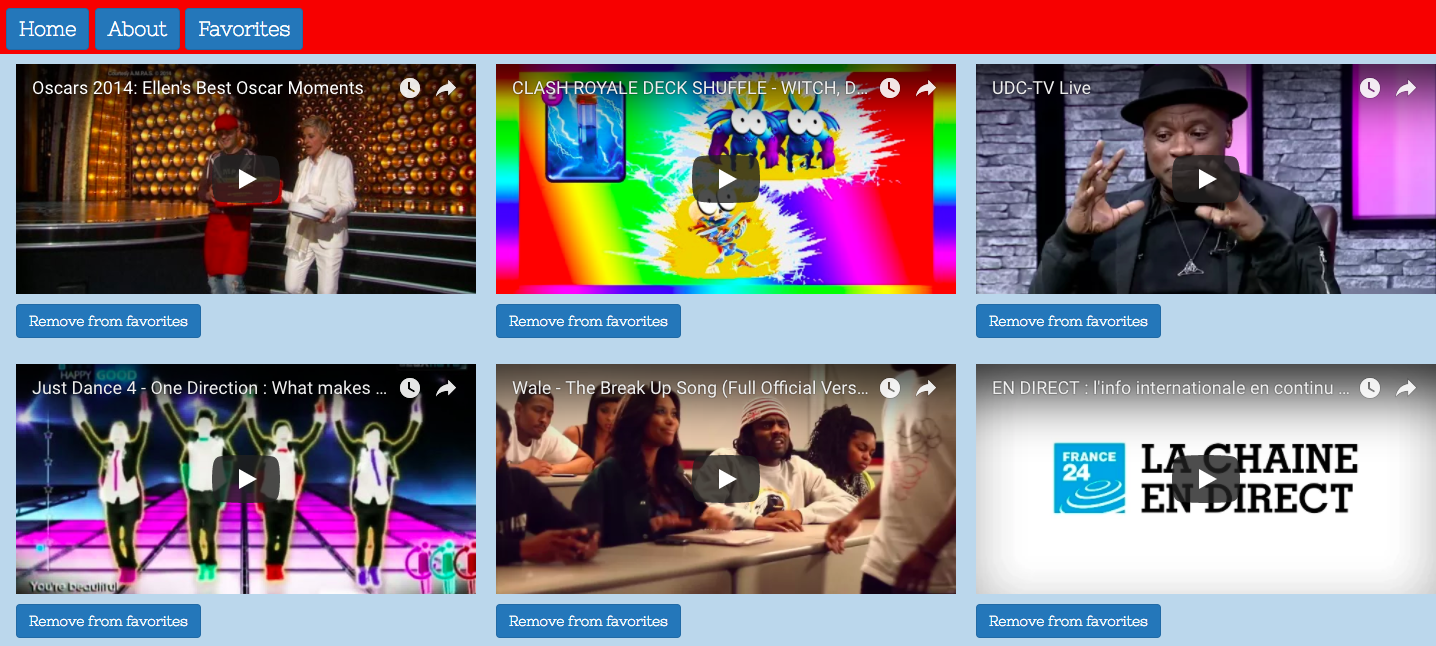 Home About Favorites
Oscars 2014: Ellen's Best Oscar Moments
CLASH ROYALE DECK SHUFFLE - WITCH, D...
UDC-TV Live
Remove from favorites
Remove from favorites
Remove from favorites
HAPPY GOOD
Just Dance 4 - One Direction : What makes ...
You're beautiful
Wale - The Break Up Song (Full Official Vers...
EN DIRECT : l'info internationale en continu ...
FRANCE
24
LA CHAINE
EN DIRECT
Remove from favorites
Remove from favorites
Remove from favorites